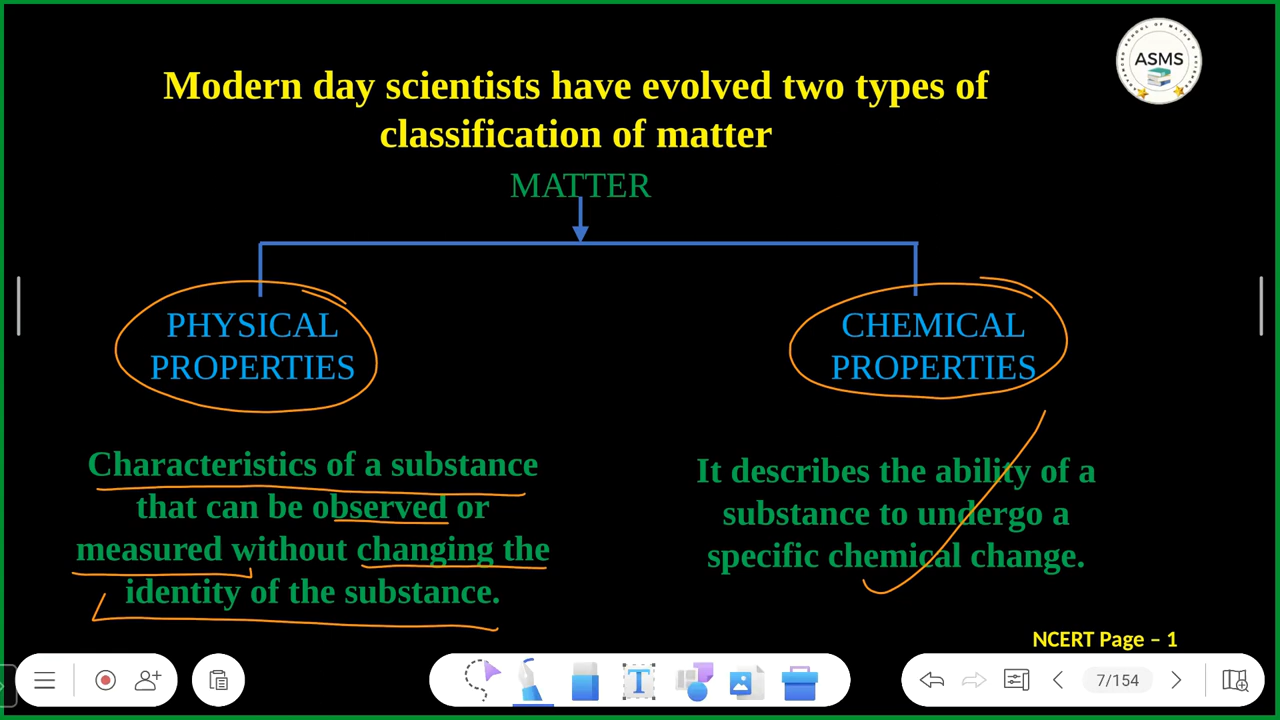 ASMS
Modern day scientists have evolved two types of
classification of matter
MATTER
PHYSICAL
PROPERTIES
CHEMICAL
PROPERTIES
Characteristics of a substance
that can be observed or
measured without changing the
identity of the substance.
It describes the ability of a
substance to undergo a
specific chemical change.
NCERT Page – 1
T
7/154